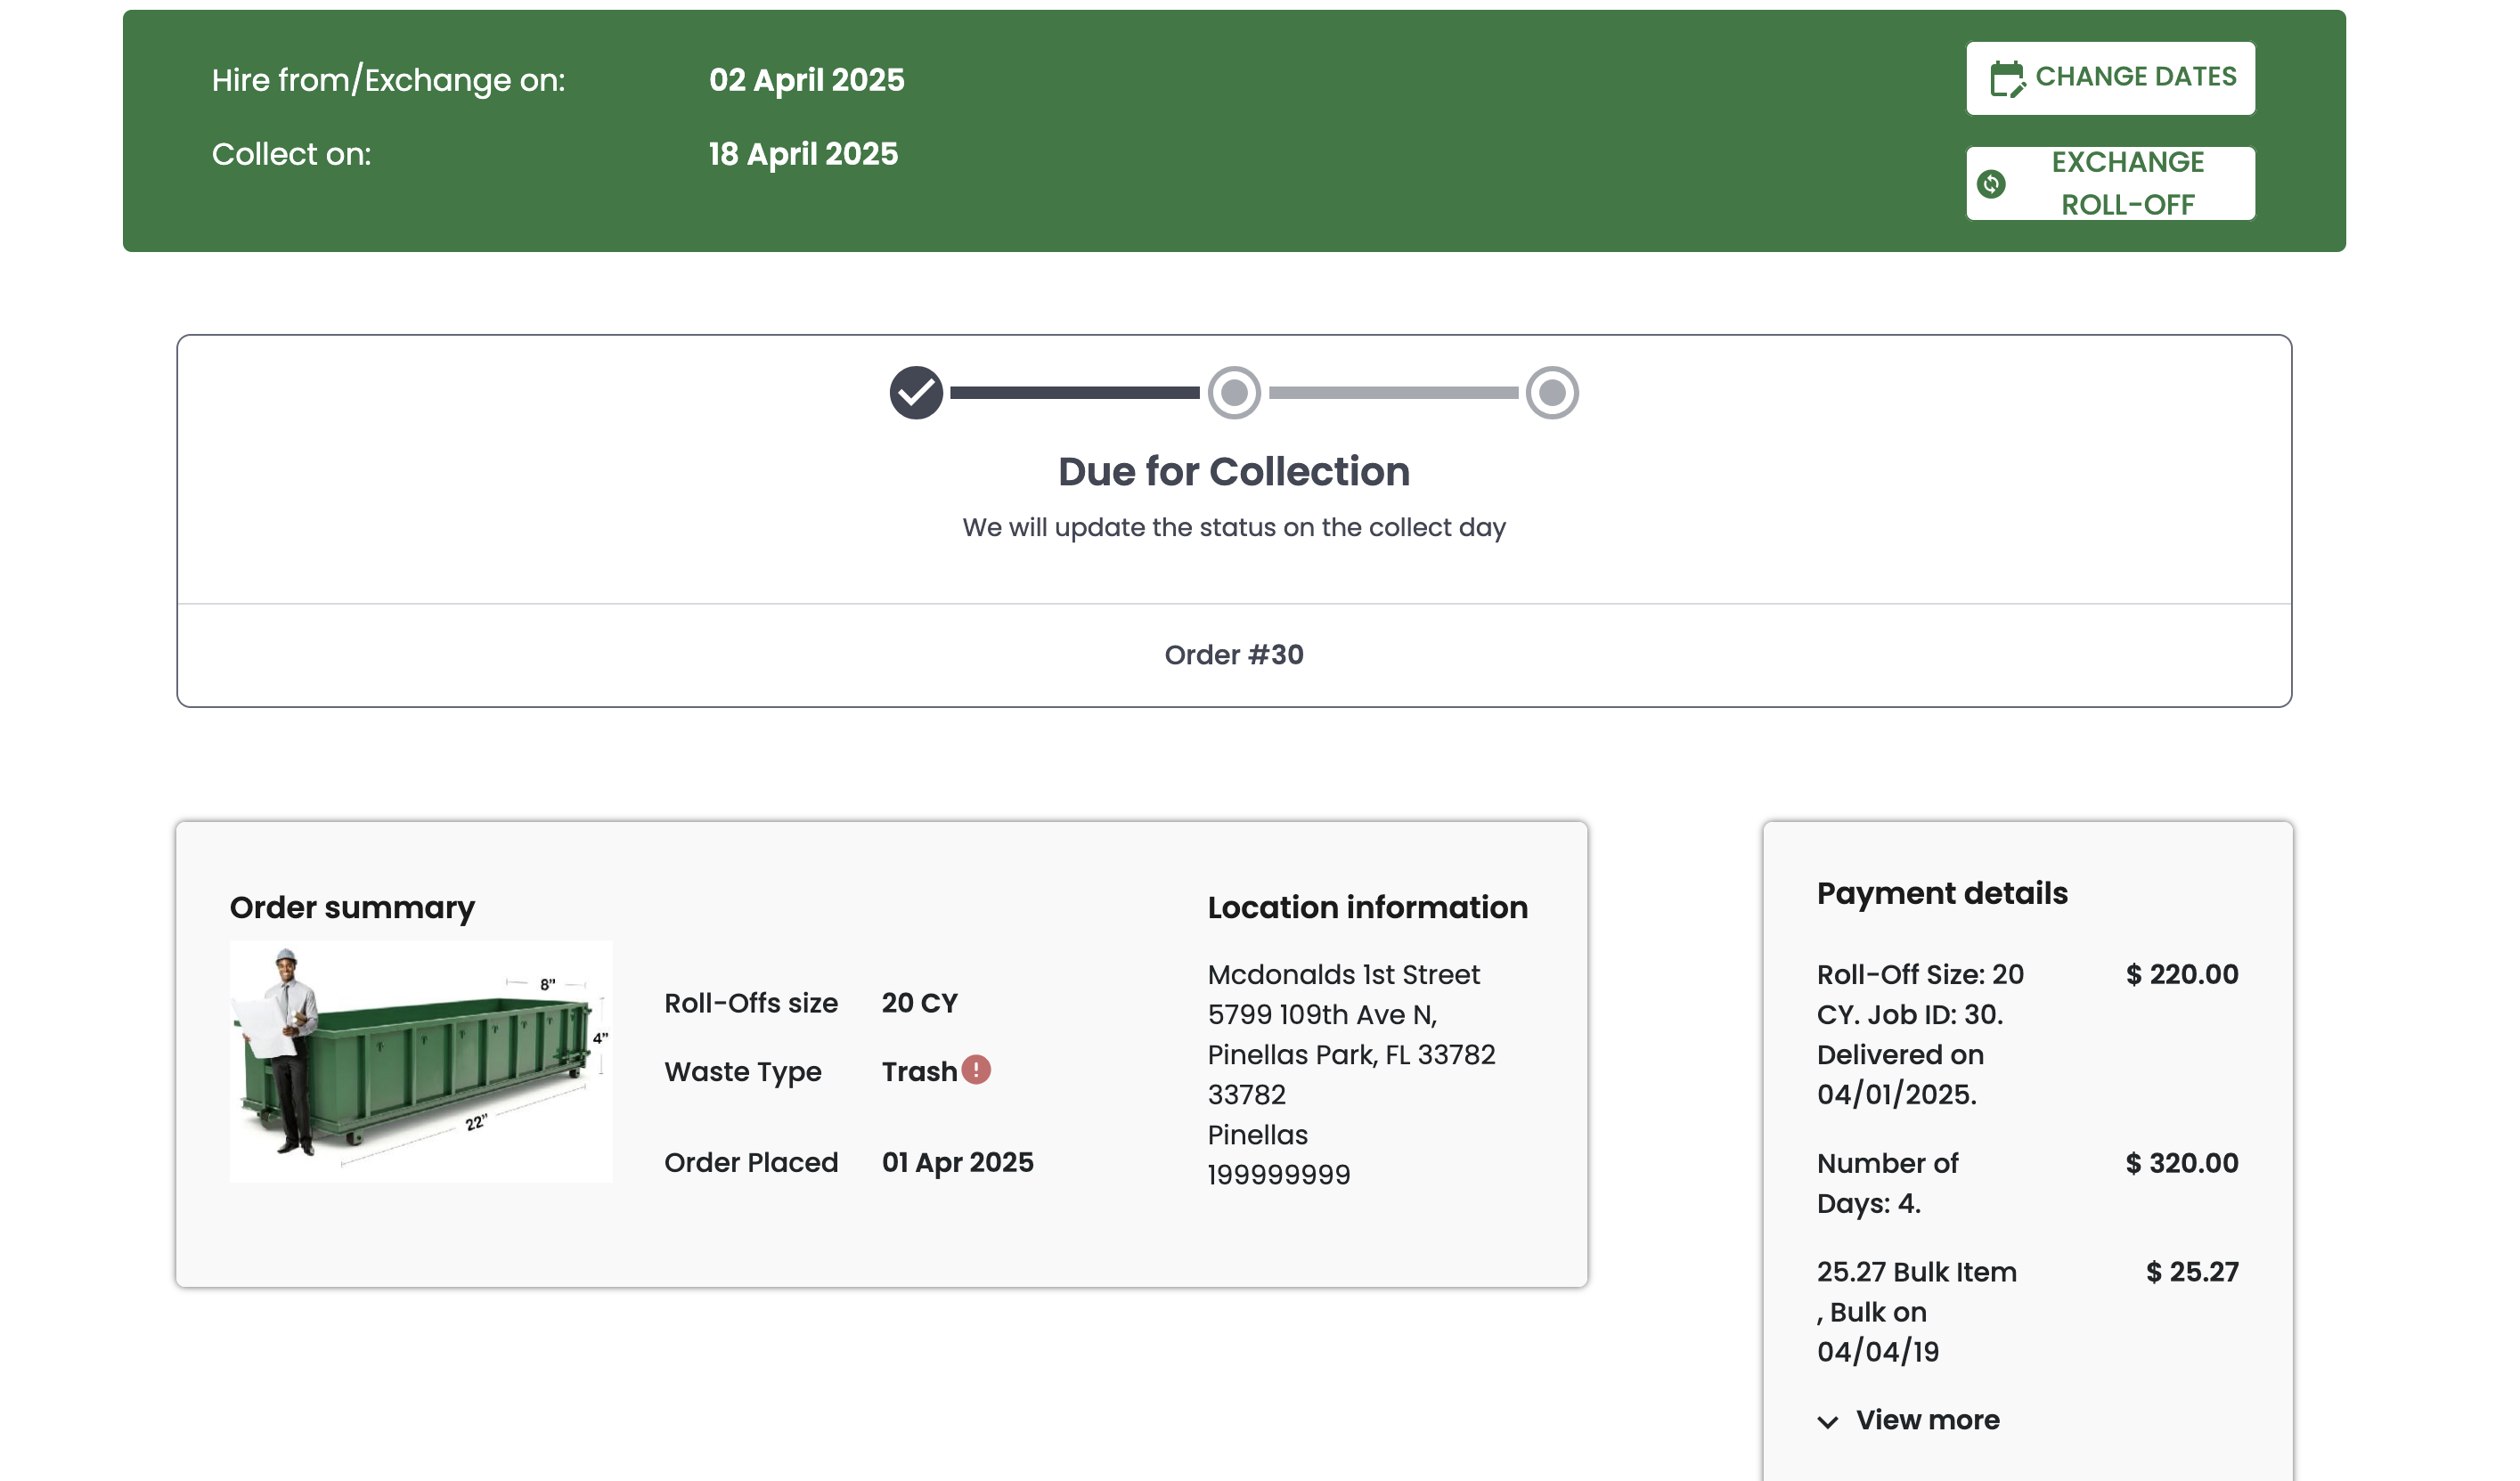 Hire from/Exchange on: 02 April 2025
CHANGE DATES
Collect on: 18 April 2025
EXCHANGE
ROLL-OFF
Due for Collection
We will update the status on the collect day
Order #30
Order summary
8”
4”
22”
Roll-Offs size 20 CY
Waste Type Trash
Order Placed 01 Apr 2025
Location information
Mcdonalds 1st Street
5799 109th Ave N,
Pinellas Park, FL 33782
33782
Pinellas
199999999
Payment details
Roll-Off Size: 20 $ 220.00
CY. Job ID: 30.
Delivered on
04/01/2025.
Number of $ 320.00
Days: 4.
25.27 Bulk Item $ 25.27
, Bulk on
04/04/19
View more